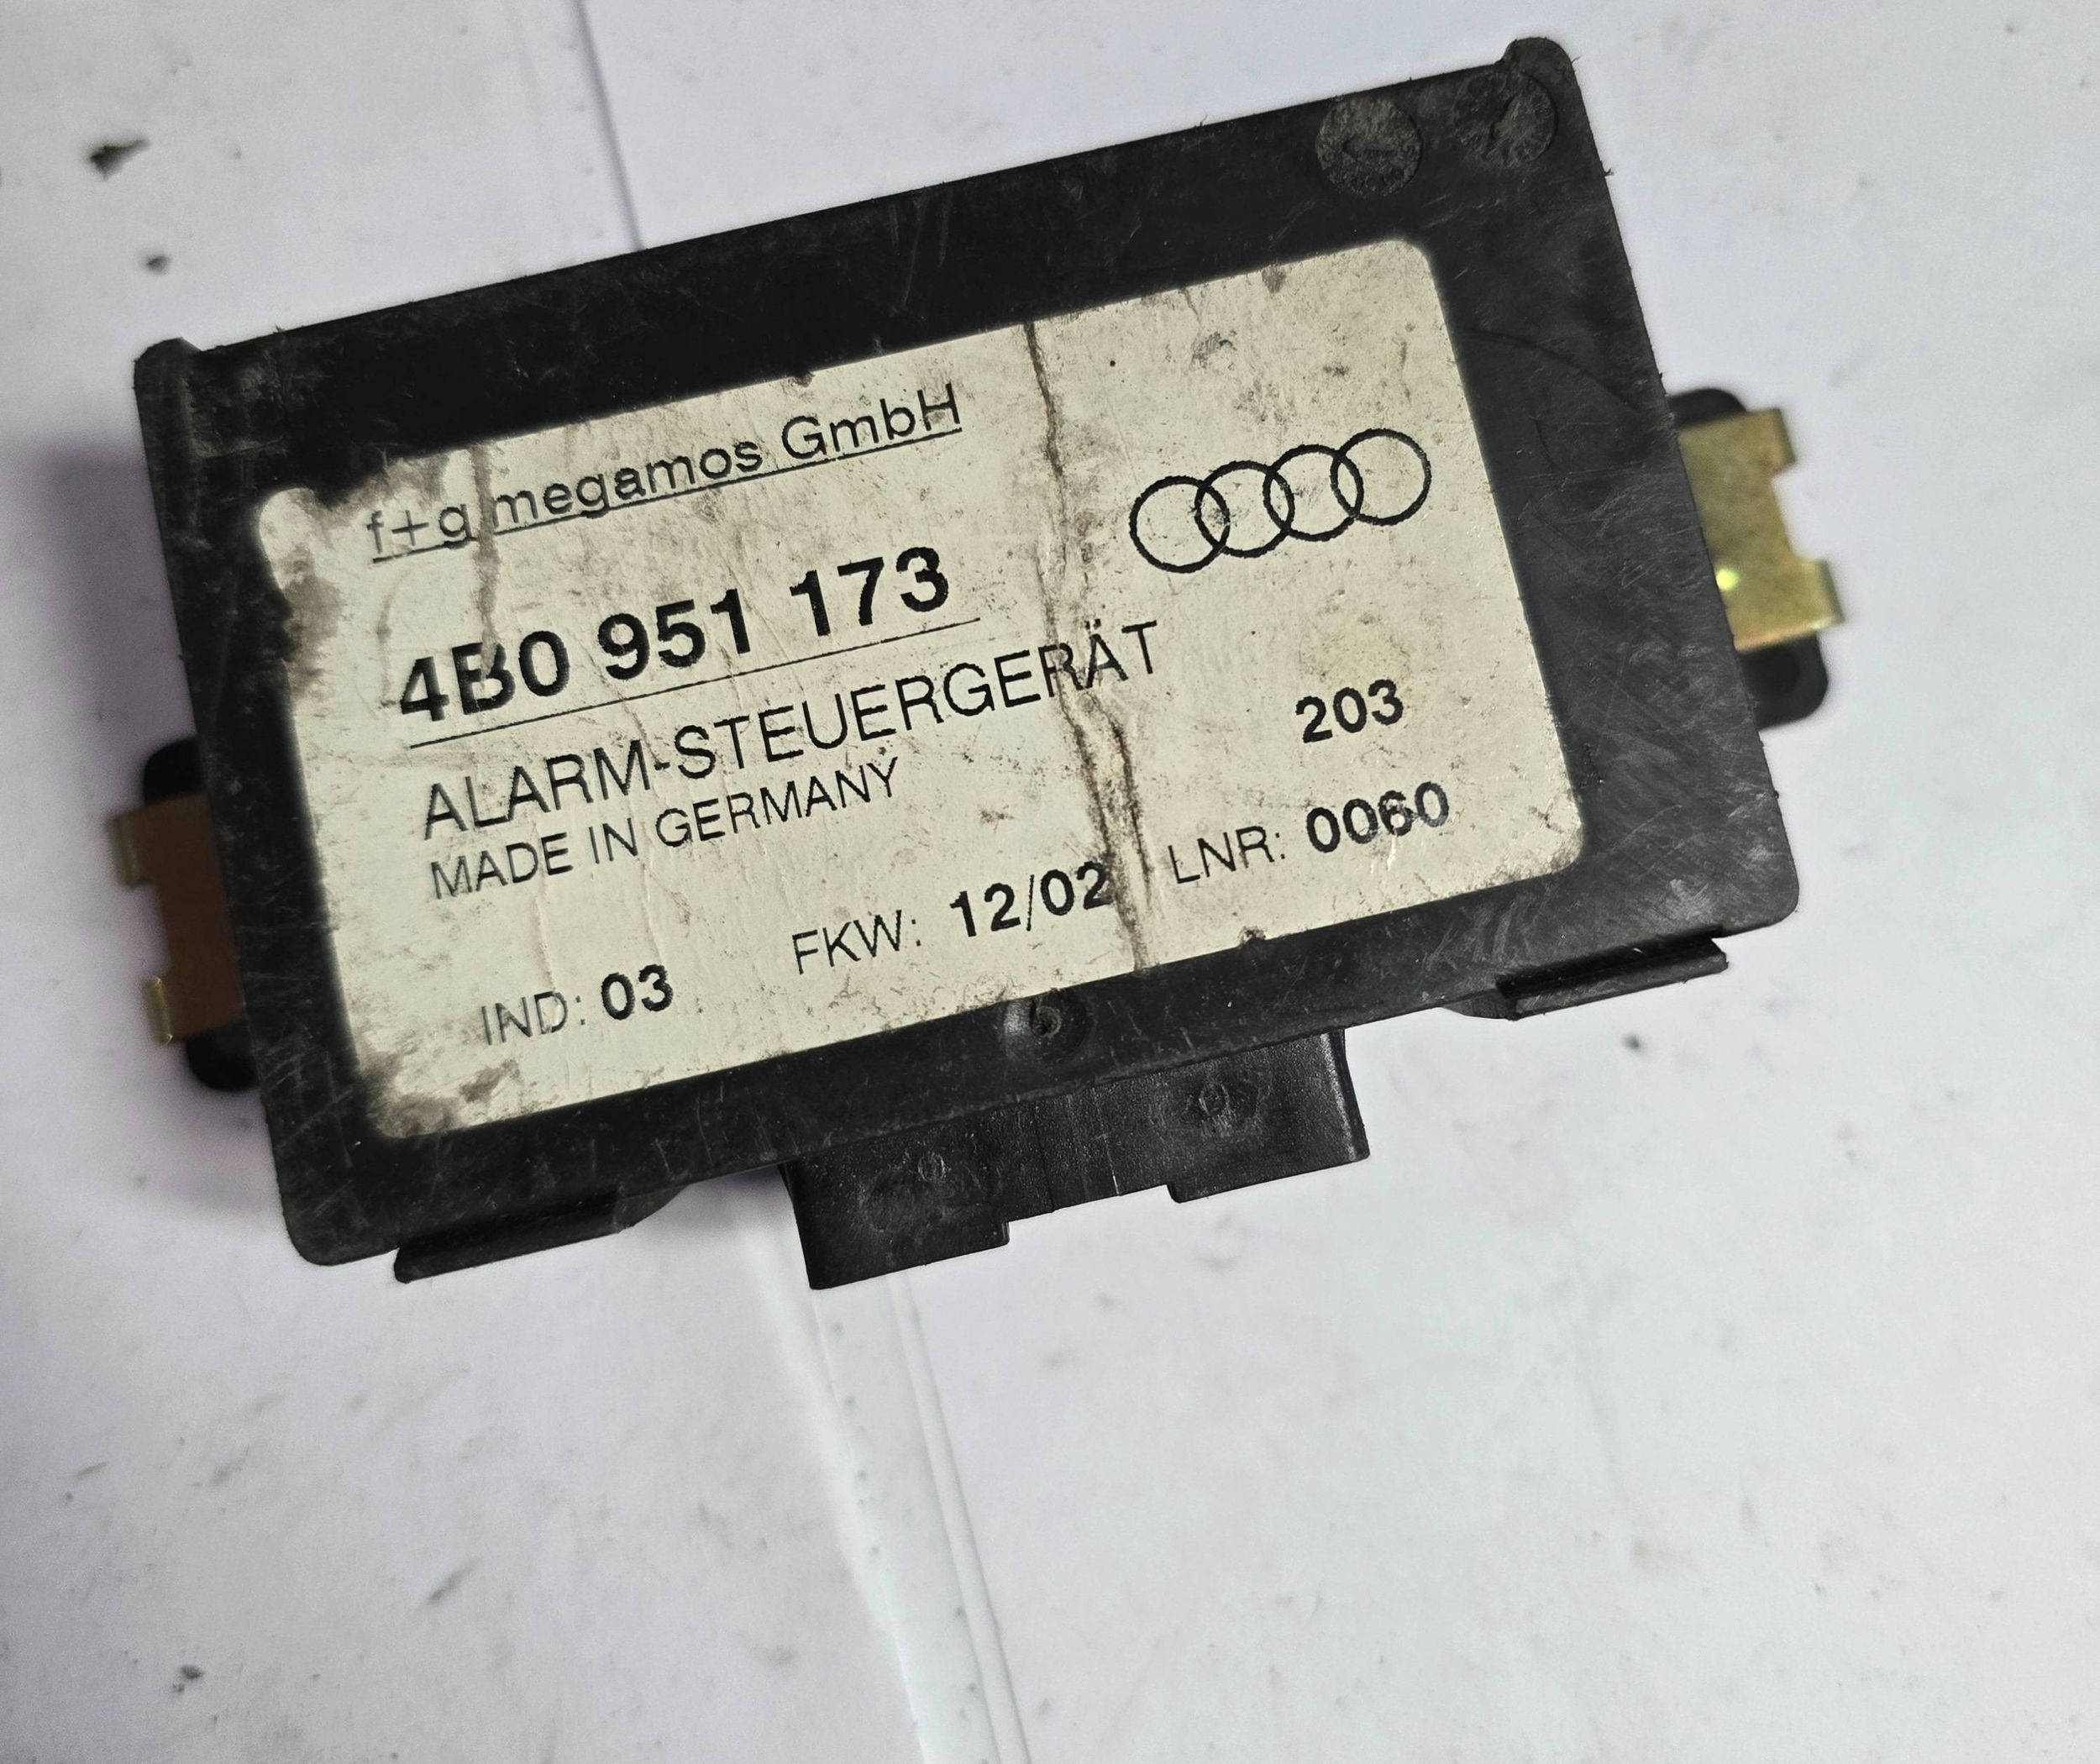 f+g megamos GmbH
4B0 951 173
ALARM-STEUERGERÄT
MADE IN GERMANY
203
IND: 03 FKW: 12/02 LNR: 0060